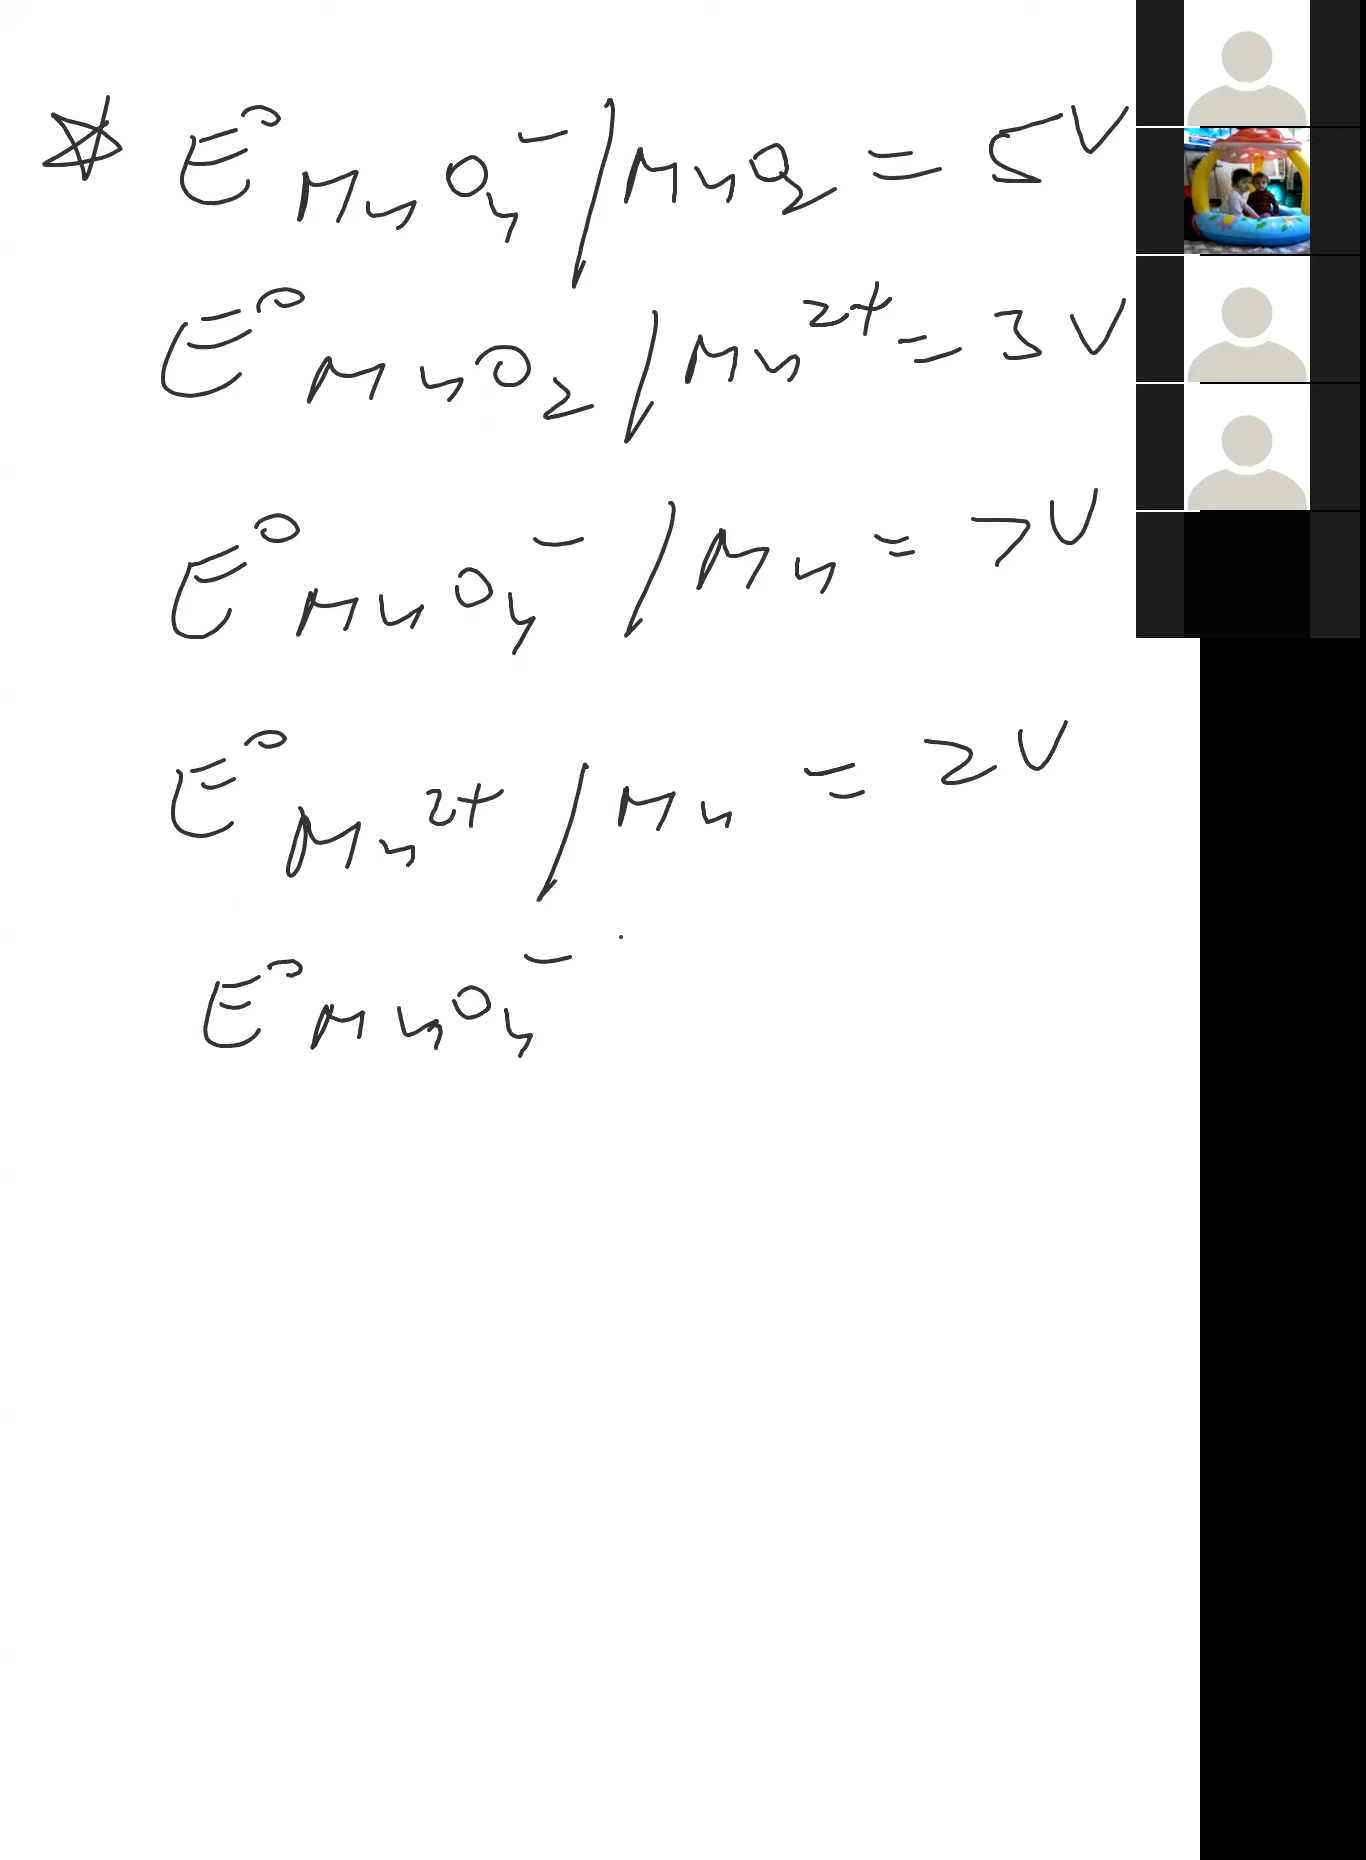 ☆ E° MnO₄⁻/MnO₂ = 5V
E° MnO₂/Mn²⁺ = 3V
E° MnO₄⁻/Mn = 7V
E° Mn²⁺/Mn = 2V
E° MnO₄⁻